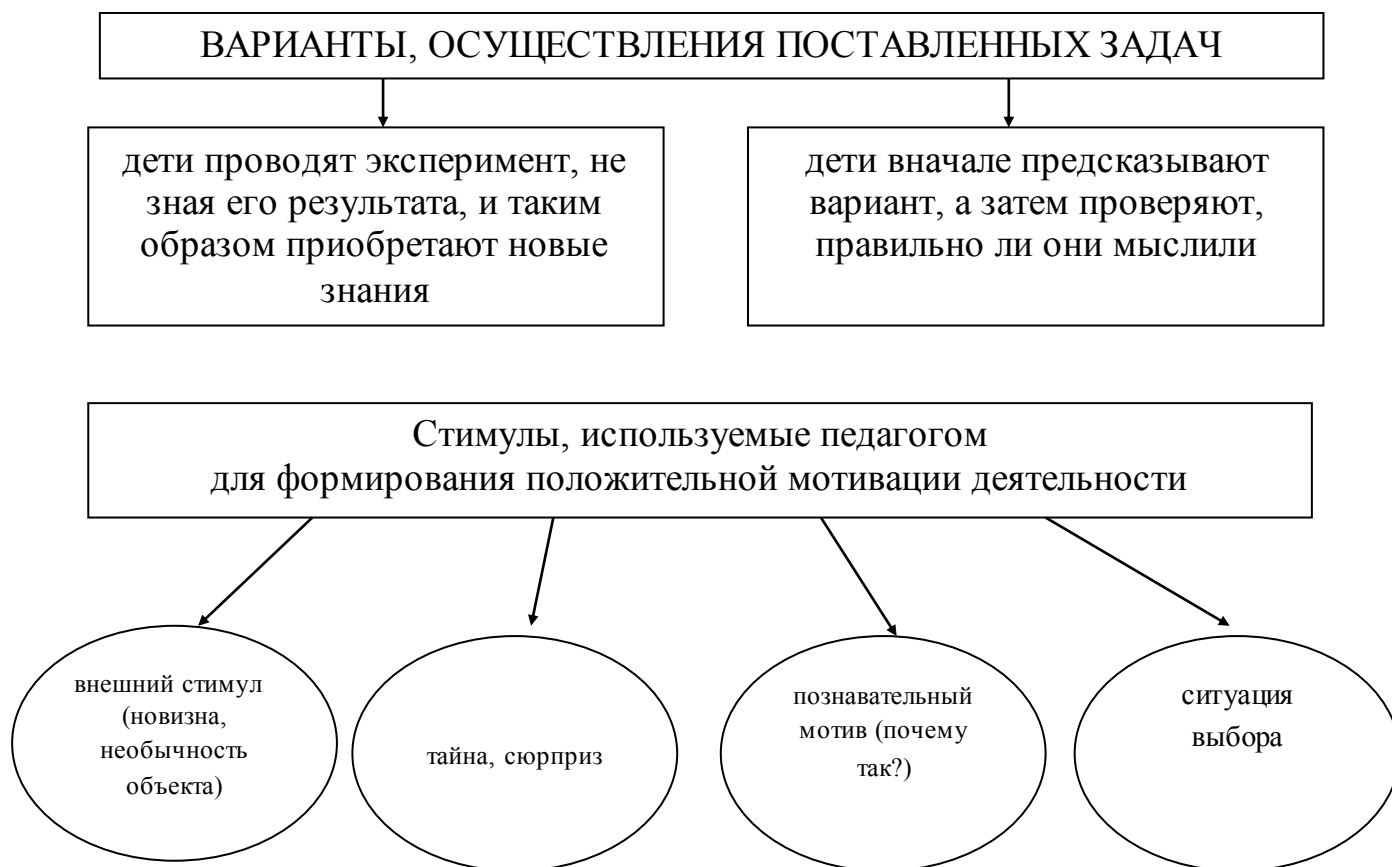 ВАРИАНТЫ, ОСУЩЕСТВЛЕНИЯ ПОСТАВЛЕННЫХ ЗАДАЧ
дети проводят эксперимент, не
зная его результата, и таким
образом приобретают новые
знания
дети вначале предсказывают
вариант, а затем проверяют,
правильно ли они мыслили
Стимулы, используемые педагогом
для формирования положительной мотивации деятельности
внешний стимул
(новизна,
необычность
объекта)
тайна, сюрприз
познавательный
мотив (почему
так?)
ситуация
выбора